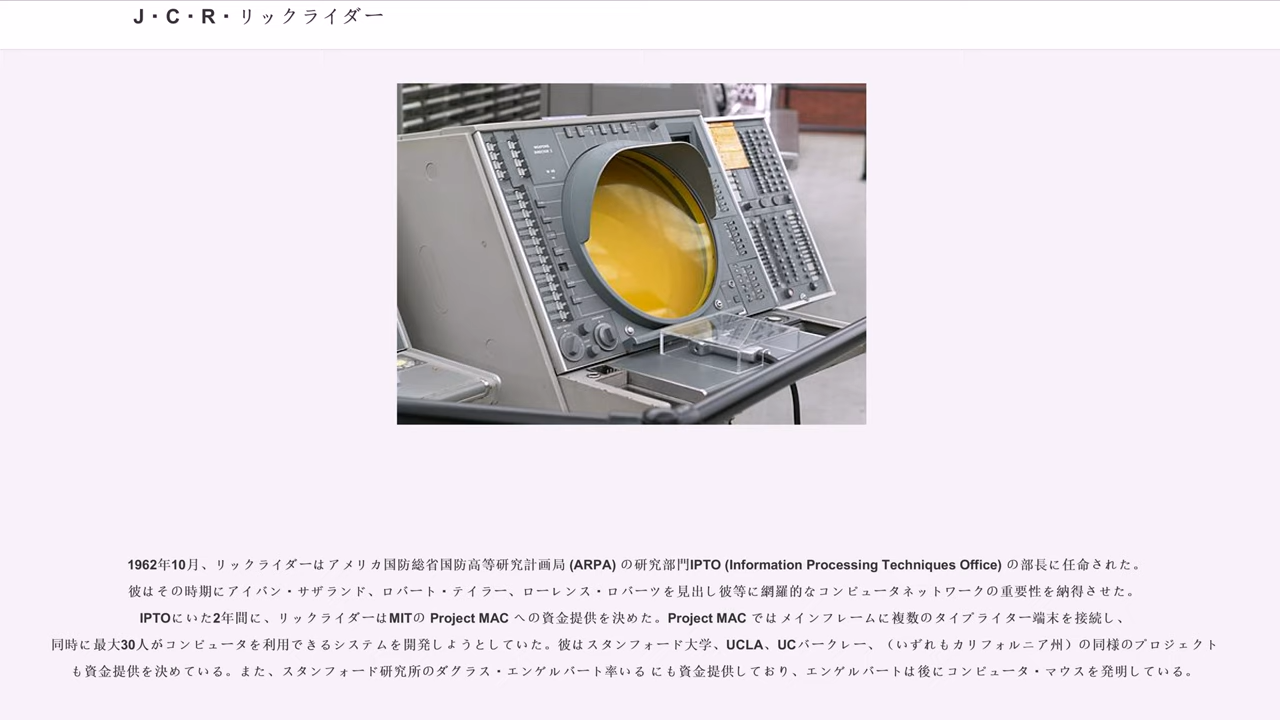 J・C・R・リックライダー
1962年10月、リックライダーはアメリカ国防総省国防高等研究計画局 (ARPA) の研究部門IPTO (Information Processing Techniques Office) の部長に任命された。
彼はその時期にアイバン・サザランド、ロバート・テイラー、ローレンス・ロバーツを見出し彼等に網羅的なコンピュータネットワークの重要性を納得させた。
IPTOにいた2年間に、リックライダーはMITの Project MAC への資金提供を決めた。Project MAC ではメインフレームに複数のタイプライター端末を接続し、
同時に最大30人がコンピュータを利用できるシステムを開発しようとしていた。彼はスタンフォード大学、UCLA、UCバークレー、（いずれもカリフォルニア州）の同様のプロジェクト
も資金提供を決めている。また、スタンフォード研究所のダグラス・エンゲルバート率いる にも資金提供しており、エンゲルバートは後にコンピュータ・マウスを発明している。